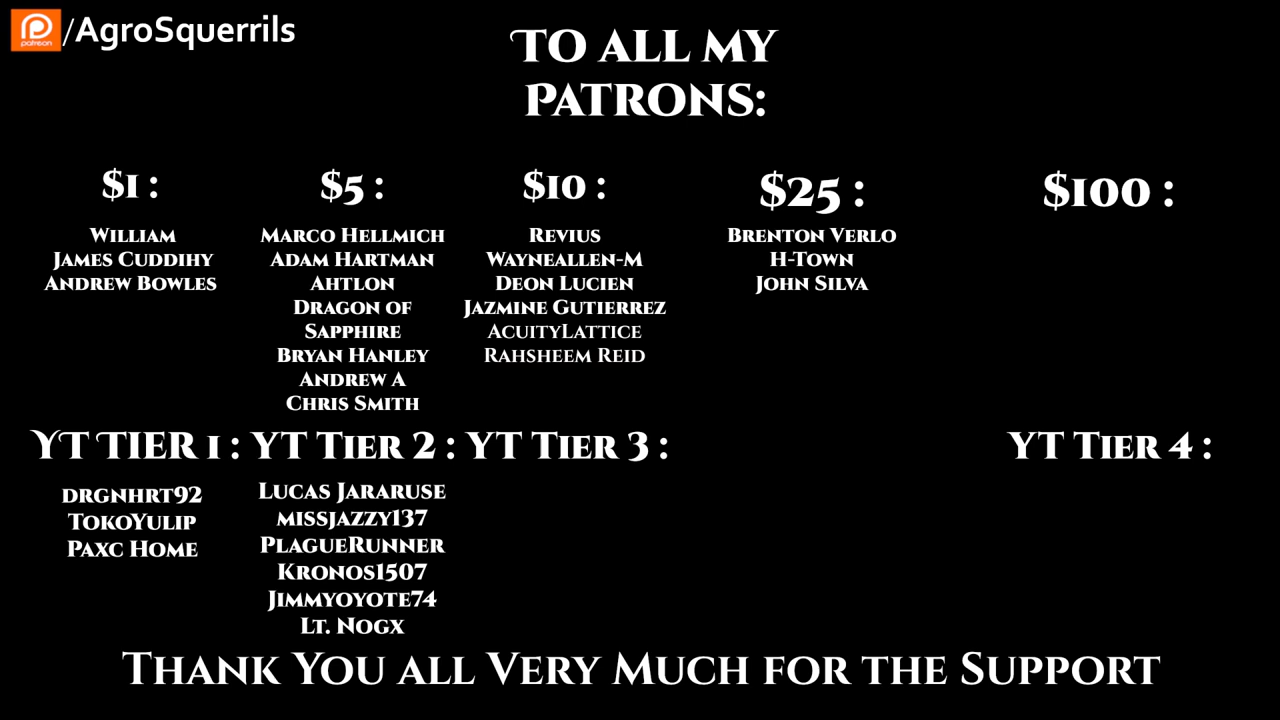 patreon
/AgroSquerrils
To all my
Patrons:
$1 :
William
James Cuddihy
Andrew Bowles
$5 :
Marco Hellmich
Adam Hartman
Ahtlon
Dragon of
Sapphire
Bryan Hanley
Andrew A
Chris Smith
$10 :
Revius
Wayneallen-M
Deon Lucien
Jazmine Gutierrez
AcuityLattice
Rahsheem Reid
$25 :
Brenton Verlo
H-Town
John Silva
$100 :
YT Tier 1 :
drgnhrt92
TokoYulip
Paxc Home
YT Tier 2 :
Lucas Jararuse
missjazzy137
PlagueRunner
Kronos1507
Jimmyoyote74
Lt. Nogx
YT Tier 3 :
YT Tier 4 :
Thank You all Very Much for the Support